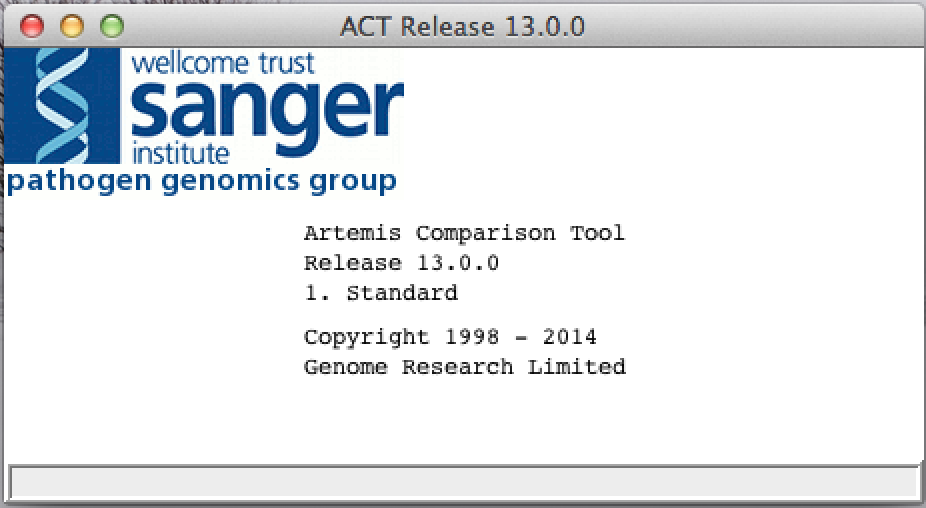 ACT Release 13.0.0
wellcome trust
sanger
institute
pathogen genomics group
Artemis Comparison Tool
Release 13.0.0
1. Standard
Copyright 1998 - 2014
Genome Research Limited